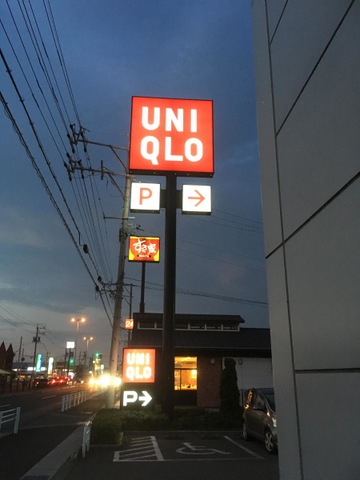 UNI
QLO
P →
すき家
UNI
QLO
P→